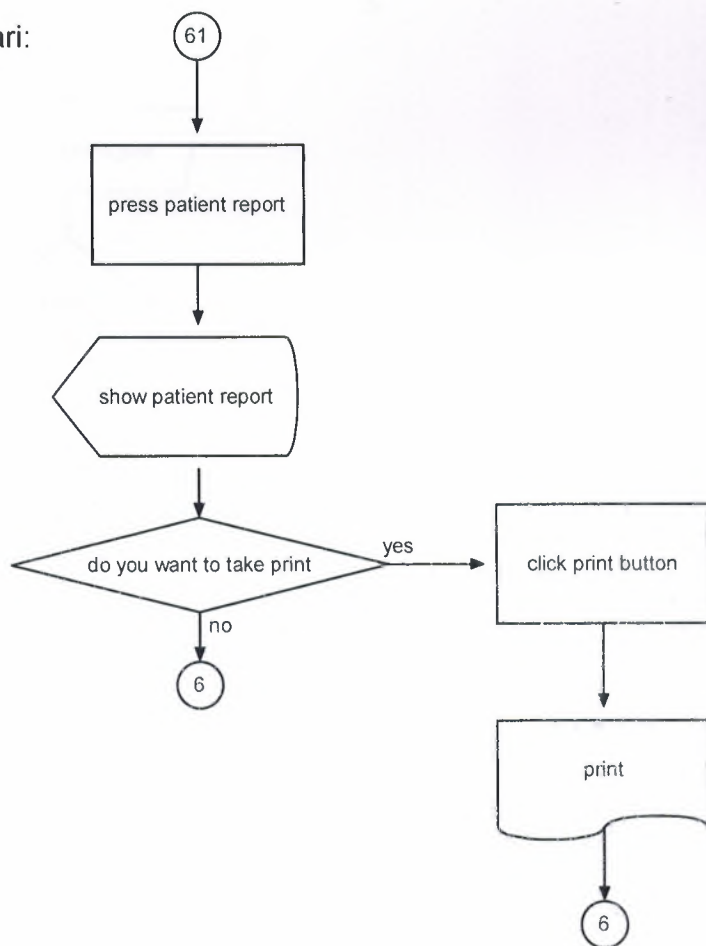 ari:
61
press patient report
show patient report
do you want to take print
yes
click print button
no
6
print
6